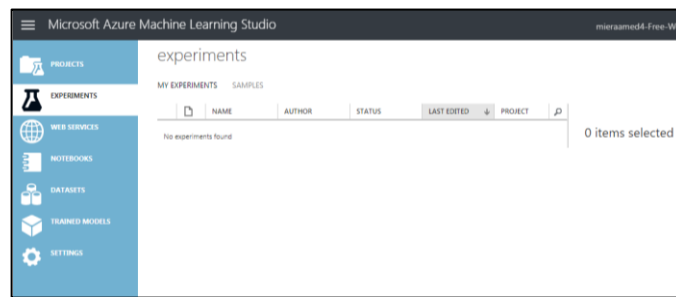 Microsoft Azure Machine Learning Studio
mieraamed4-Free-W
PROJECTS
EXPERIMENTS
WEB SERVICES
NOTEBOOKS
DATASETS
TRAINED MODELS
SETTINGS
experiments
MY EXPERIMENTS SAMPLES
NAME AUTHOR STATUS LAST EDITED PROJECT
No experiments found
0 items selected